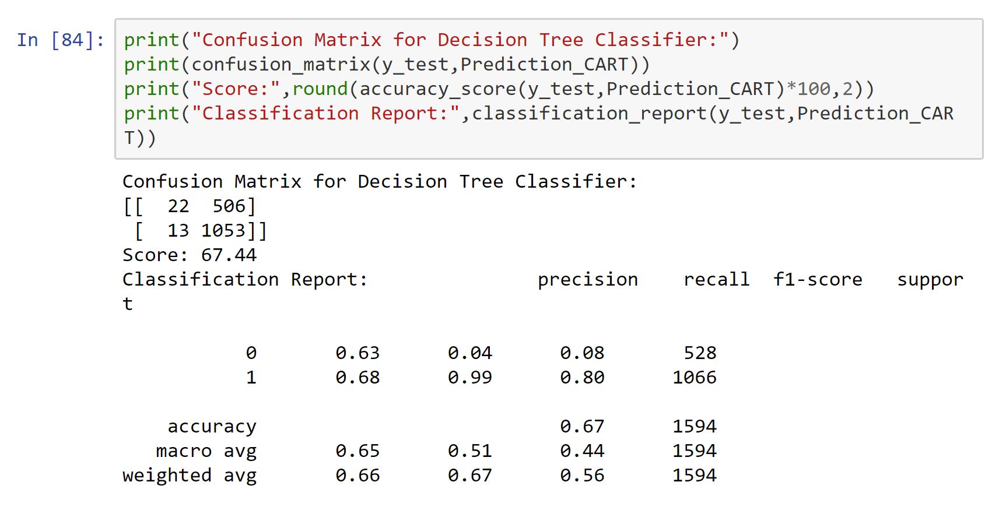 In [84]:
print("Confusion Matrix for Decision Tree Classifier:")
print(confusion_matrix(y_test,Prediction_CART))
print("Score:",round(accuracy_score(y_test,Prediction_CART)*100,2))
print("Classification Report:",classification_report(y_test,Prediction_CAR
T))
Confusion Matrix for Decision Tree Classifier:
[[  22  506]
 [  13 1053]]
Score: 67.44
Classification Report:               precision    recall  f1-score   suppor
t
           0       0.63      0.04      0.08       528
           1       0.68      0.99      0.80      1066
    accuracy                           0.67      1594
   macro avg       0.65      0.51      0.44      1594
weighted avg       0.66      0.67      0.56      1594